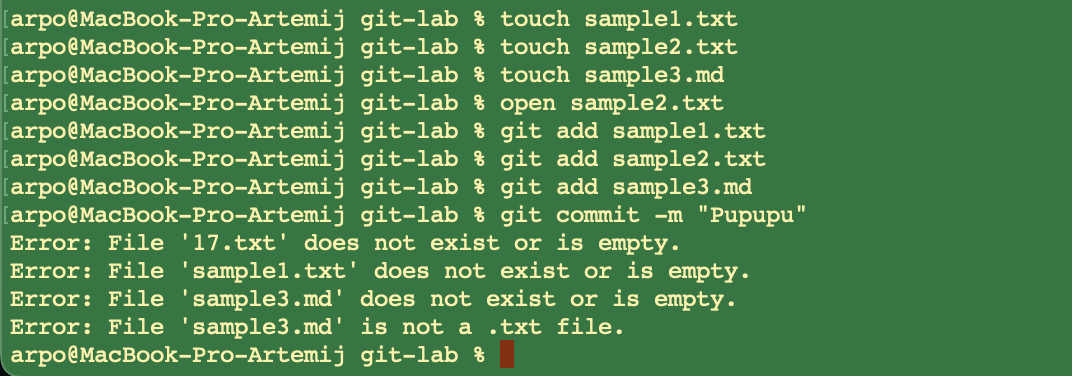 [arpo@MacBook-Pro-Artemij git-lab % touch sample1.txt
[arpo@MacBook-Pro-Artemij git-lab % touch sample2.txt
[arpo@MacBook-Pro-Artemij git-lab % touch sample3.md
[arpo@MacBook-Pro-Artemij git-lab % open sample2.txt
[arpo@MacBook-Pro-Artemij git-lab % git add sample1.txt
[arpo@MacBook-Pro-Artemij git-lab % git add sample2.txt
[arpo@MacBook-Pro-Artemij git-lab % git add sample3.md
[arpo@MacBook-Pro-Artemij git-lab % git commit -m "Pupupu"
Error: File '17.txt' does not exist or is empty.
Error: File 'sample1.txt' does not exist or is empty.
Error: File 'sample3.md' does not exist or is empty.
Error: File 'sample3.md' is not a .txt file.
arpo@MacBook-Pro-Artemij git-lab %